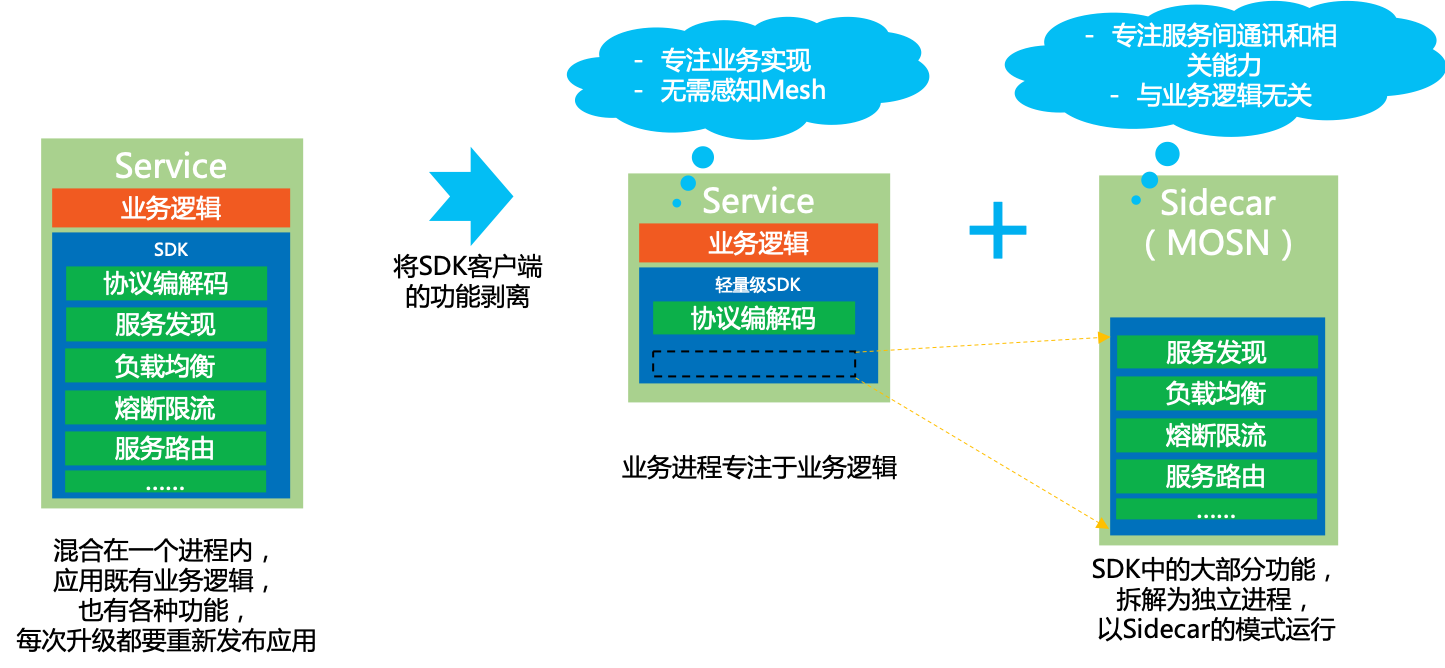 Service
业务逻辑
SDK
协议编解码
服务发现
负载均衡
熔断限流
服务路由
......
混合在一个进程内，
应用既有业务逻辑，
也有各种功能，
每次升级都要重新发布应用
将SDK客户端
的功能剥离
- 专注业务实现
- 无需感知Mesh
Service
业务逻辑
轻量级SDK
协议编解码
业务进程专注于业务逻辑
+
- 专注服务间通讯和相
关能力
- 与业务逻辑无关
Sidecar
（MOSN）
服务发现
负载均衡
熔断限流
服务路由
......
SDK中的大部分功能，
拆解为独立进程，
以Sidecar的模式运行